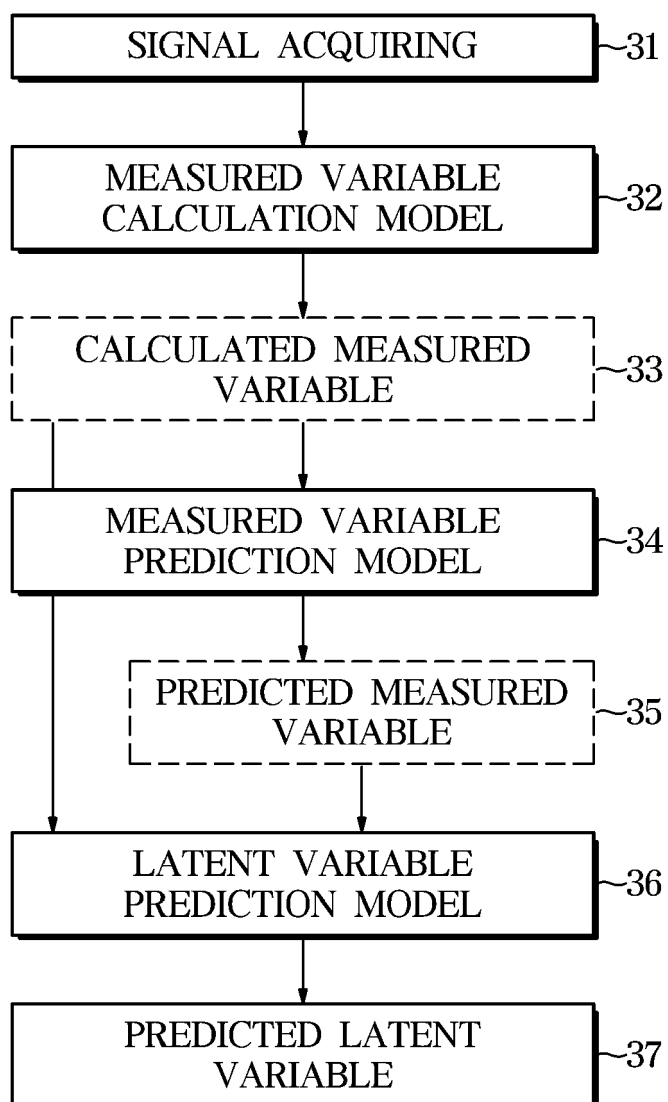 SIGNAL ACQUIRING
31
MEASURED VARIABLE
CALCULATION MODEL
32
CALCULATED MEASURED
VARIABLE
33
MEASURED VARIABLE
PREDICTION MODEL
34
PREDICTED MEASURED
VARIABLE
35
LATENT VARIABLE
PREDICTION MODEL
36
PREDICTED LATENT
VARIABLE
37